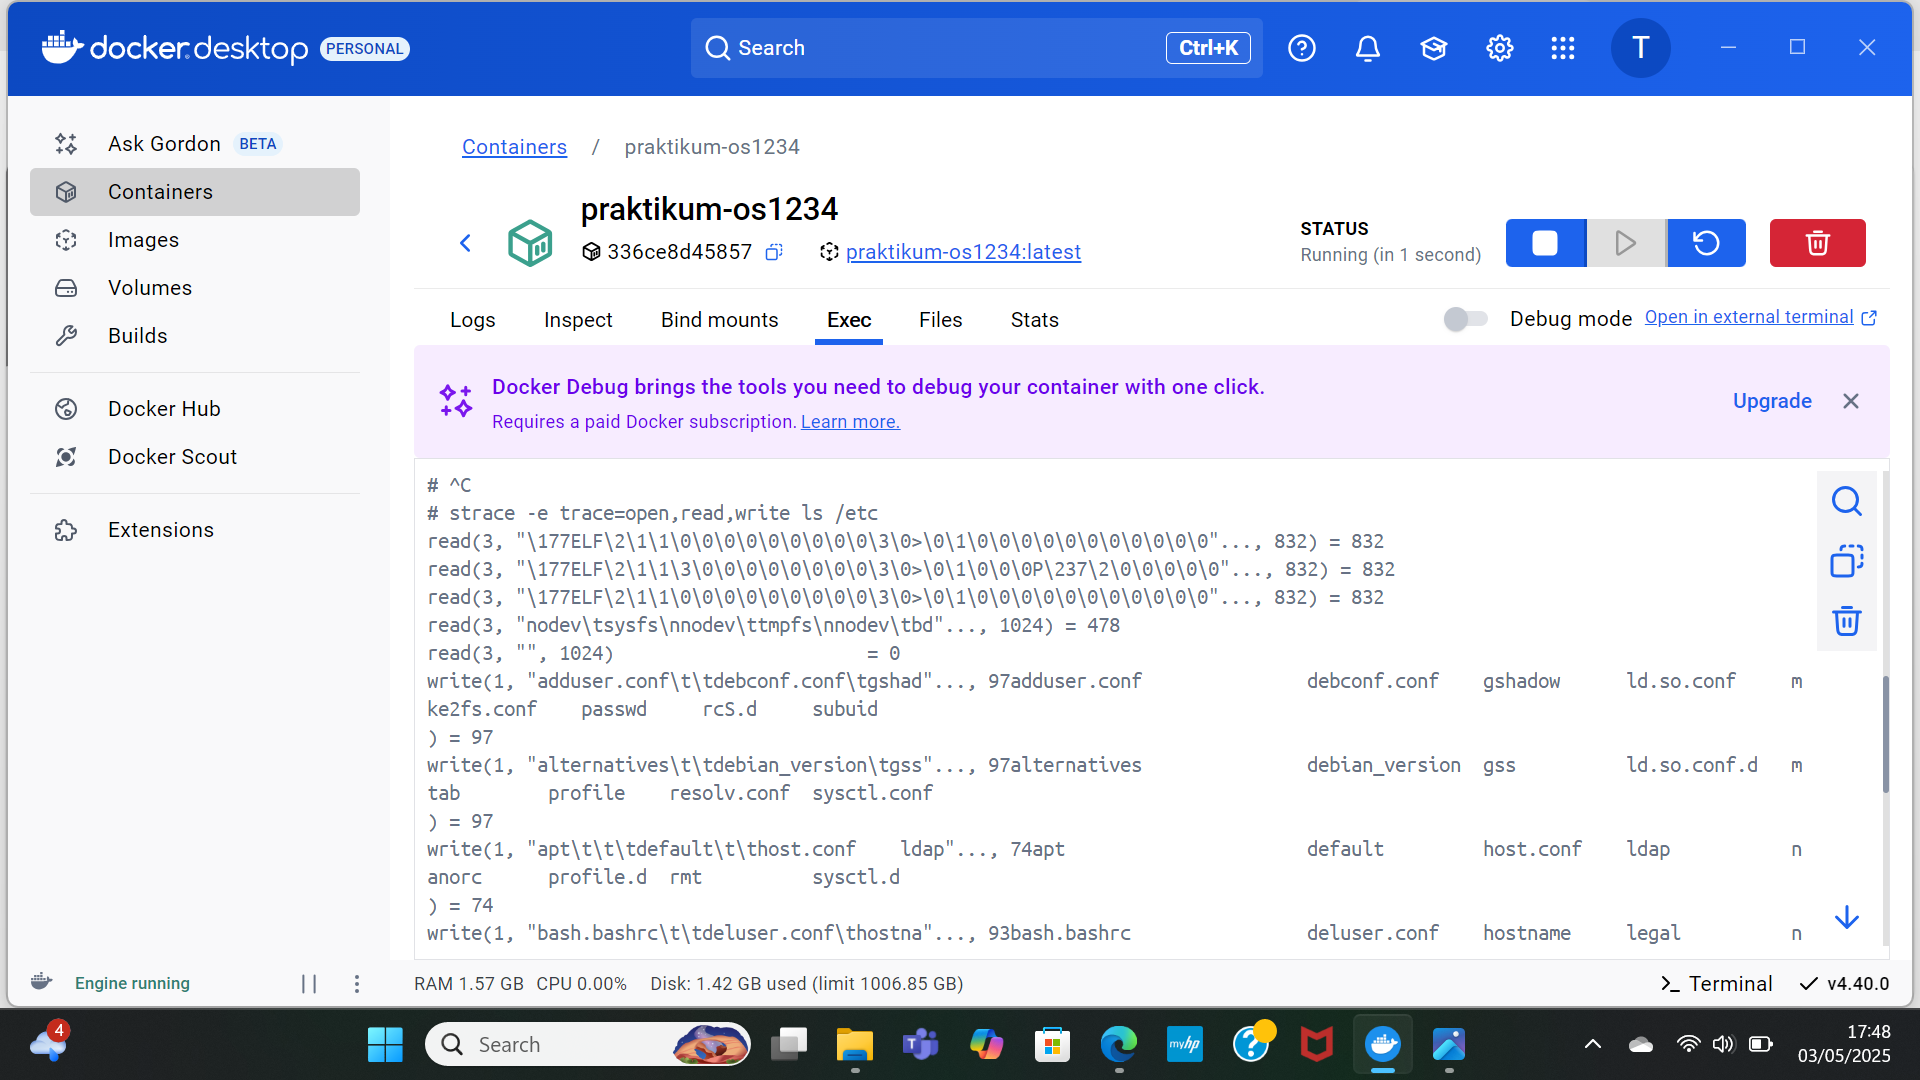 docker desktop PERSONAL
Search Ctrl+K
T
Ask Gordon BETA
Containers
Images
Volumes
Builds
Docker Hub
Docker Scout
Extensions
Containers / praktikum-os1234
praktikum-os1234
336ce8d45857 praktikum-os1234:latest
STATUS
Running (in 1 second)
Logs Inspect Bind mounts Exec Files Stats
Debug mode Open in external terminal
Docker Debug brings the tools you need to debug your container with one click.
Requires a paid Docker subscription. Learn more.
Upgrade
# ^C
# strace -e trace=open,read,write ls /etc
read(3, "\177ELF\2\1\1\0\0\0\0\0\0\0\0\0\3\0>\0\1\0\0\0\0\0\0\0\0\0\0\0"..., 832) = 832
read(3, "\177ELF\2\1\1\3\0\0\0\0\0\0\0\0\3\0>\0\1\0\0\0P\237\2\0\0\0\0\0"..., 832) = 832
read(3, "\177ELF\2\1\1\0\0\0\0\0\0\0\0\0\3\0>\0\1\0\0\0\0\0\0\0\0\0\0\0"..., 832) = 832
read(3, "nodev\tsysfs\nnodev\ttmpfs\nnodev\tbd"..., 1024) = 478
read(3, "", 1024)                       = 0
write(1, "adduser.conf\t\tdebconf.conf\tgshad"..., 97adduser.conf               debconf.conf    gshadow      ld.so.conf     m
ke2fs.conf    passwd     rcS.d     subuid
) = 97
write(1, "alternatives\t\tdebian_version\tgss"..., 97alternatives               debian_version  gss          ld.so.conf.d   m
tab        profile    resolv.conf  sysctl.conf
) = 97
write(1, "apt\t\t\tdefault\t\thost.conf    ldap"..., 74apt                      default         host.conf    ldap           n
anorc      profile.d  rmt          sysctl.d
) = 74
write(1, "bash.bashrc\t\tdeluser.conf\thostna"..., 93bash.bashrc                deluser.conf    hostname     legal          n
Engine running
RAM 1.57 GB CPU 0.00% Disk: 1.42 GB used (limit 1006.85 GB)
Terminal
v4.40.0
4
Search
T
myhp
?
17:48
03/05/2025